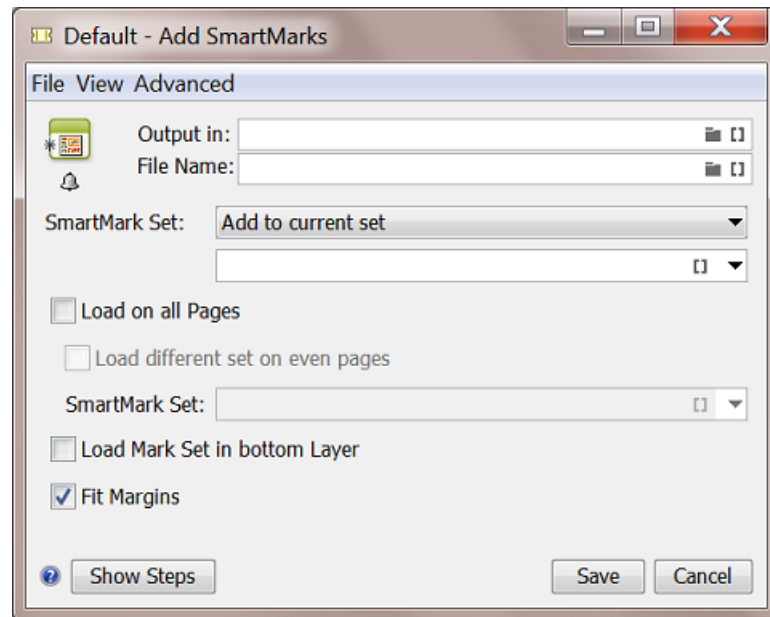 Default - Add SmartMarks
File View Advanced
Output in:
File Name:
SmartMark Set: Add to current set
Load on all Pages
Load different set on even pages
SmartMark Set:
Load Mark Set in bottom Layer
Fit Margins
Show Steps Save Cancel